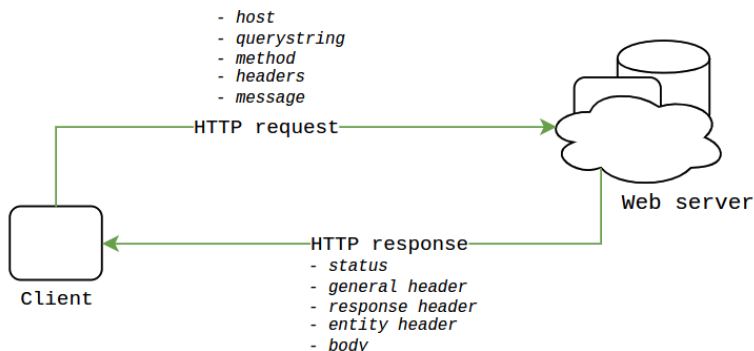 - host
- querystring
- method
- headers
- message
HTTP request
Web server
HTTP response
- status
- general header
- response header
- entity header
- body
Client